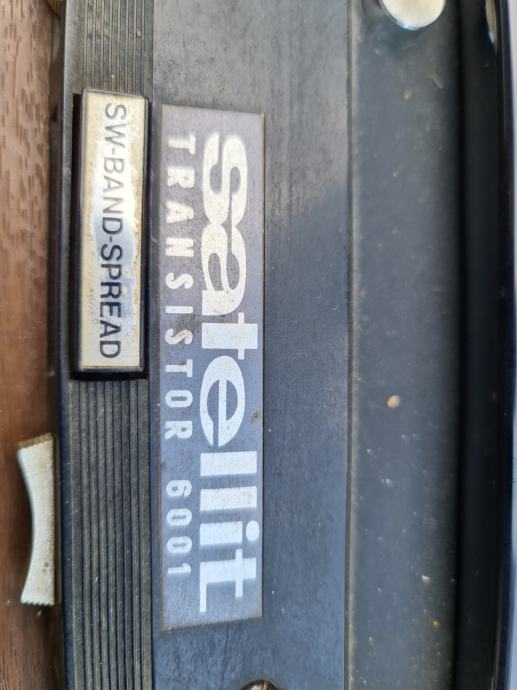 satellit
TRANSISTOR 6001
SW-BAND-SPREAD